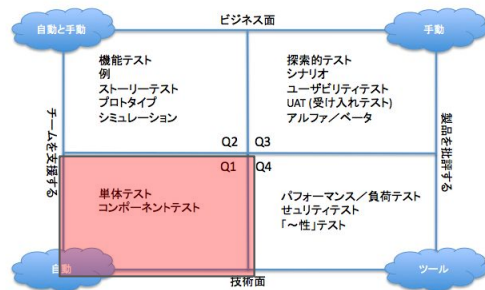 ビジネス面
自動と手動
手動
機能テスト
例
ストーリーテスト
プロトタイプ
シミュレーション
探索的テスト
シナリオ
ユーザビリティテスト
UAT (受け入れテスト)
アルファ／ベータ
チームを支援する
製品を批評する
Q2
Q3
Q1
Q4
単体テスト
コンポーネントテスト
パフォーマンス／負荷テスト
セュリティテスト
「～性」テスト
自動
ツール
技術面